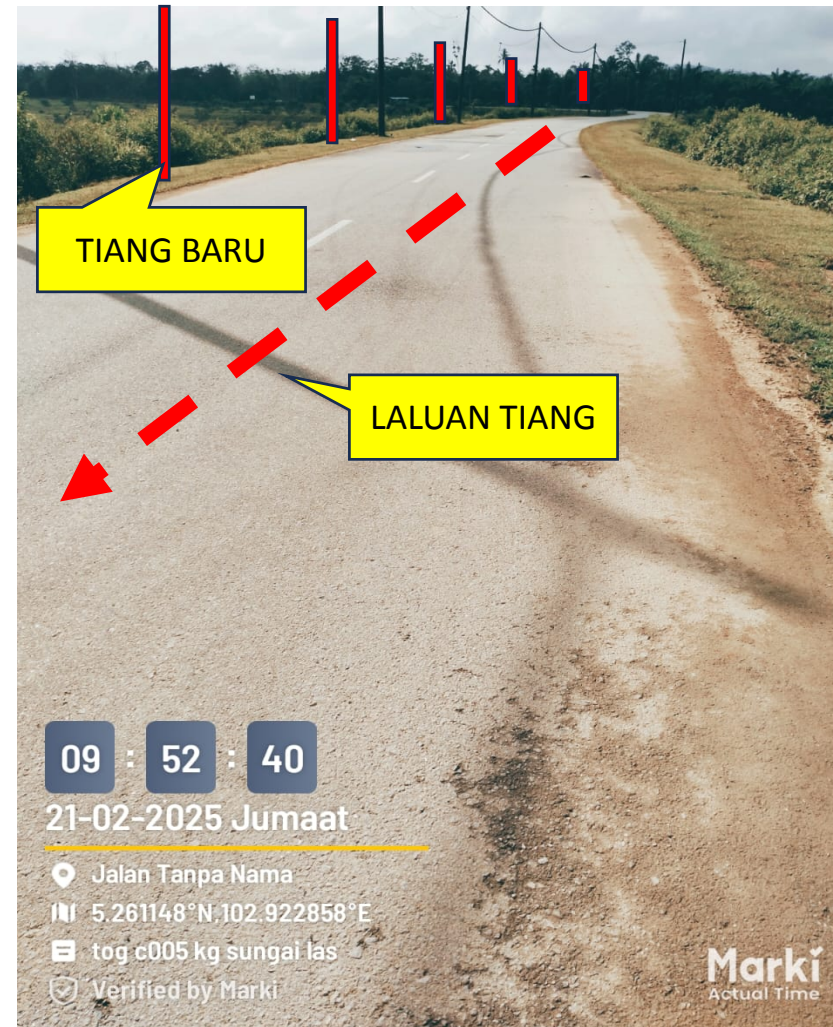 TIANG BARU
LALUAN TIANG
09 : 52 : 40
21-02-2025 Jumaat
Jalan Tanpa Nama
5.261148°N,102.922858°E
tog c005 kg sungai las
Verified by Marki
Marki
Actual Time